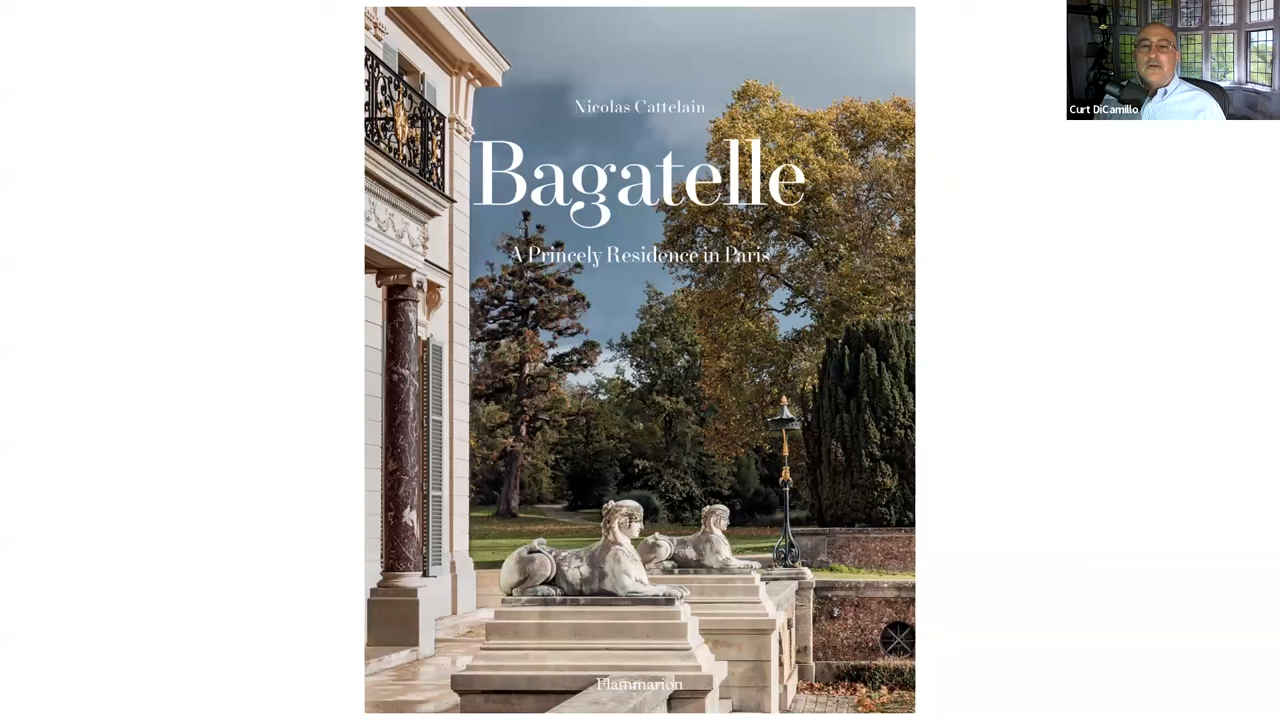 Nicolas Cattelain
Bagatelle
A Princely Residence in Paris
Flammarion
Curt DiCamillo